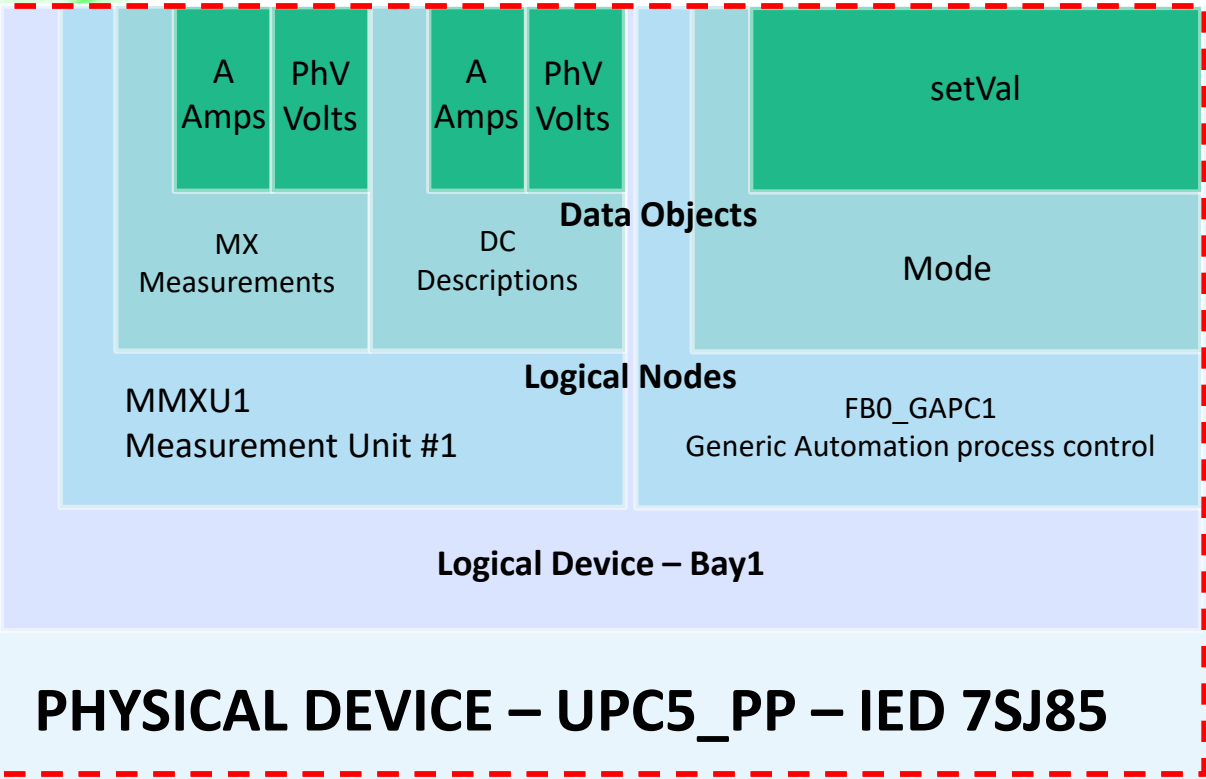 A
Amps
PhV
Volts
A
Amps
PhV
Volts
setVal
Data Objects
MX
Measurements
DC
Descriptions
Mode
Logical Nodes
MMXU1
Measurement Unit #1
FB0_GAPC1
Generic Automation process control
Logical Device – Bay1
PHYSICAL DEVICE – UPC5_PP – IED 7SJ85